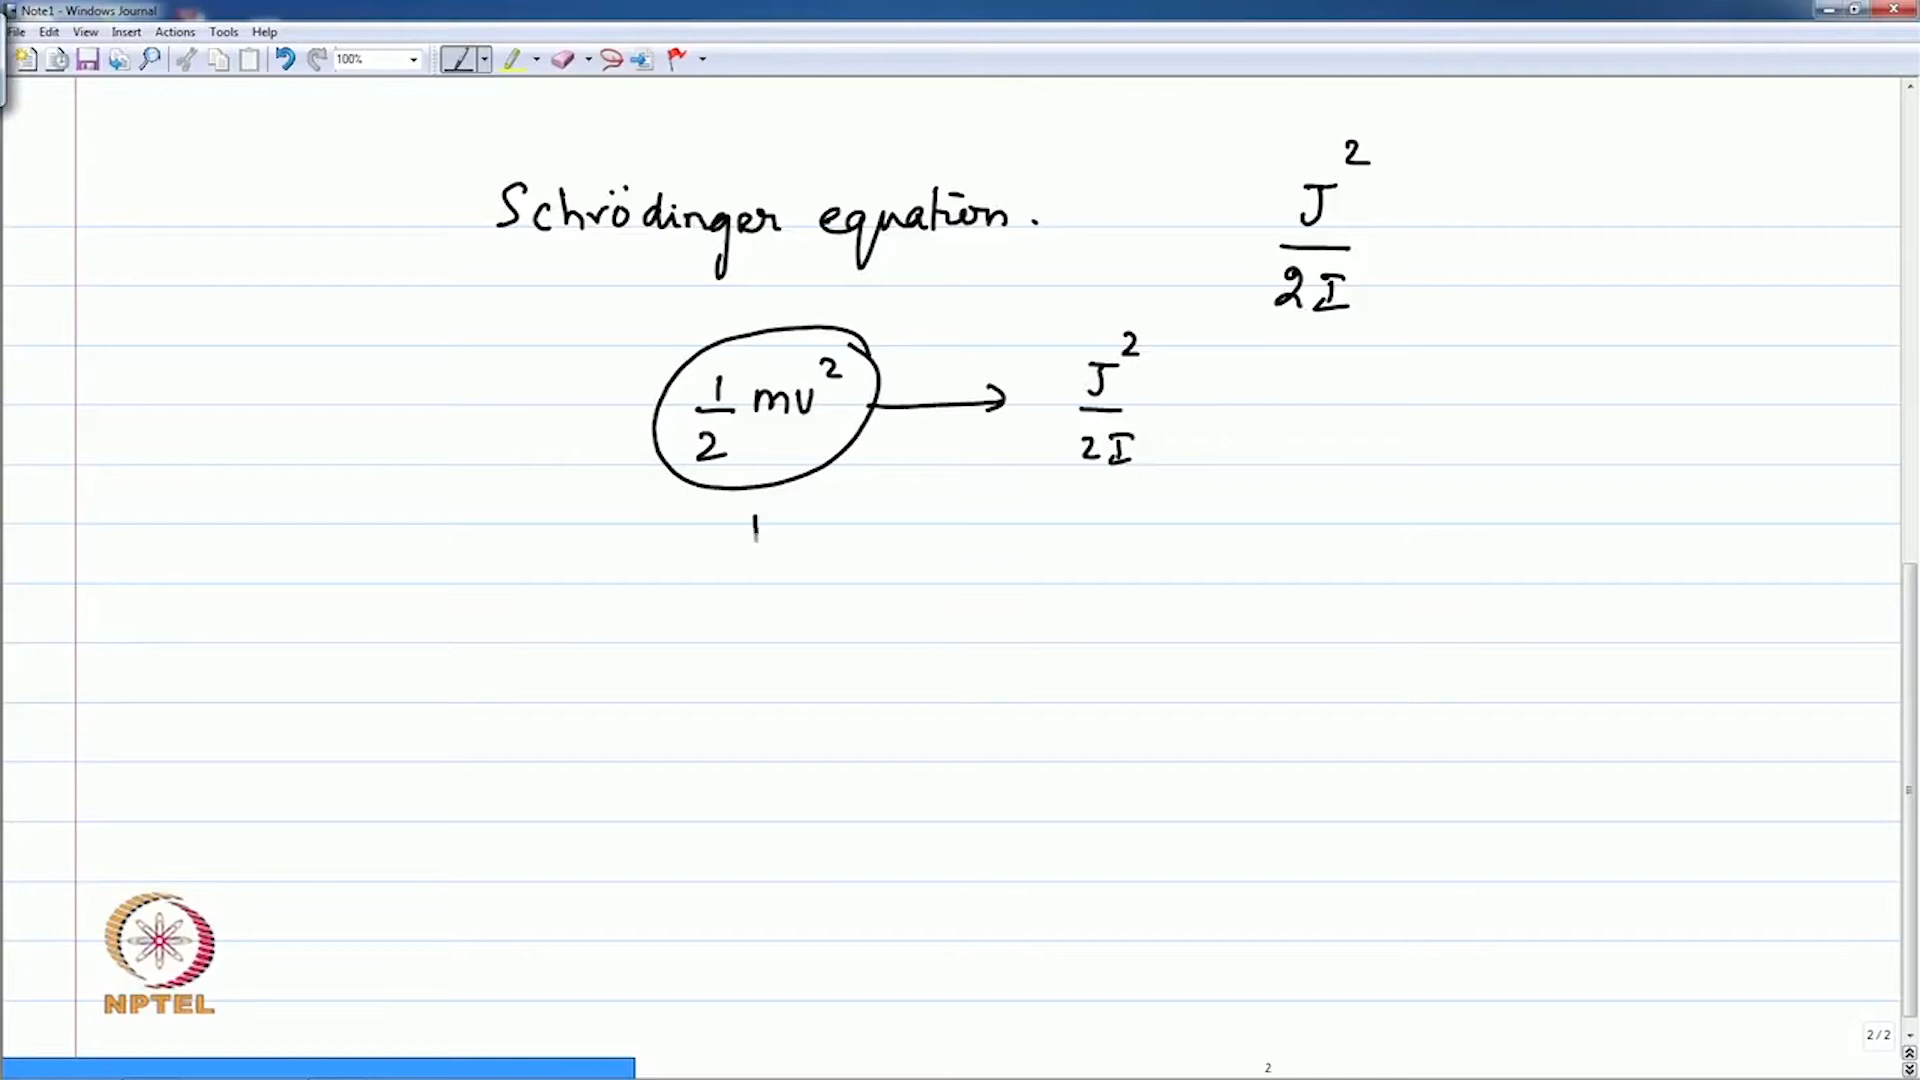 Note1 - Windows Journal
File Edit View Insert Actions Tools Help
100%
Schrödinger equation.
J²
2I
1/2 mv² → J²/2I
1
NPTEL
2/2
2